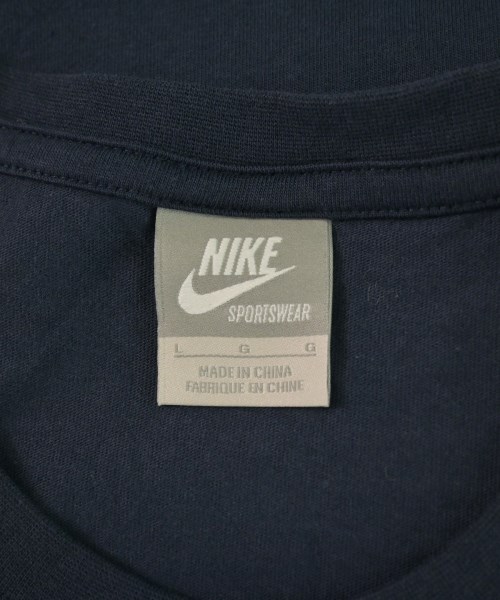 NIKE
SPORTSWEAR
L G G
MADE IN CHINA
FABRIQUE EN CHINE